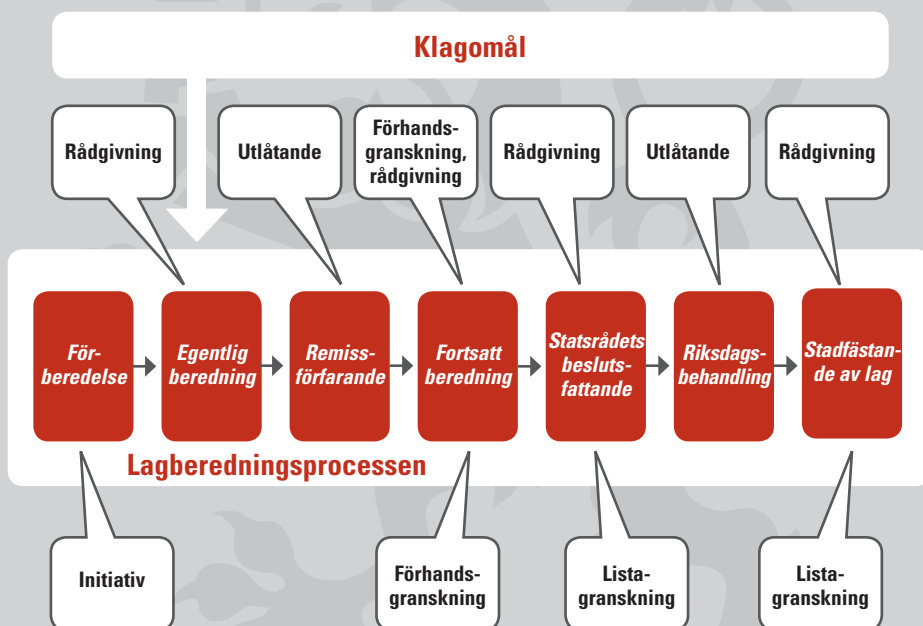 Klagomål
Rådgivning
Utlåtande
Förhands-
granskning,
rådgivning
Rådgivning
Utlåtande
Rådgivning
För-
beredelse
Egentlig
beredning
Remiss-
förfarande
Fortsatt
beredning
Statsrådets
besluts-
fattande
Riksdags-
behandling
Stadfästan-
de av lag
Lagberedningsprocessen
Initiativ
Förhands-
granskning
Lista-
granskning
Lista-
granskning